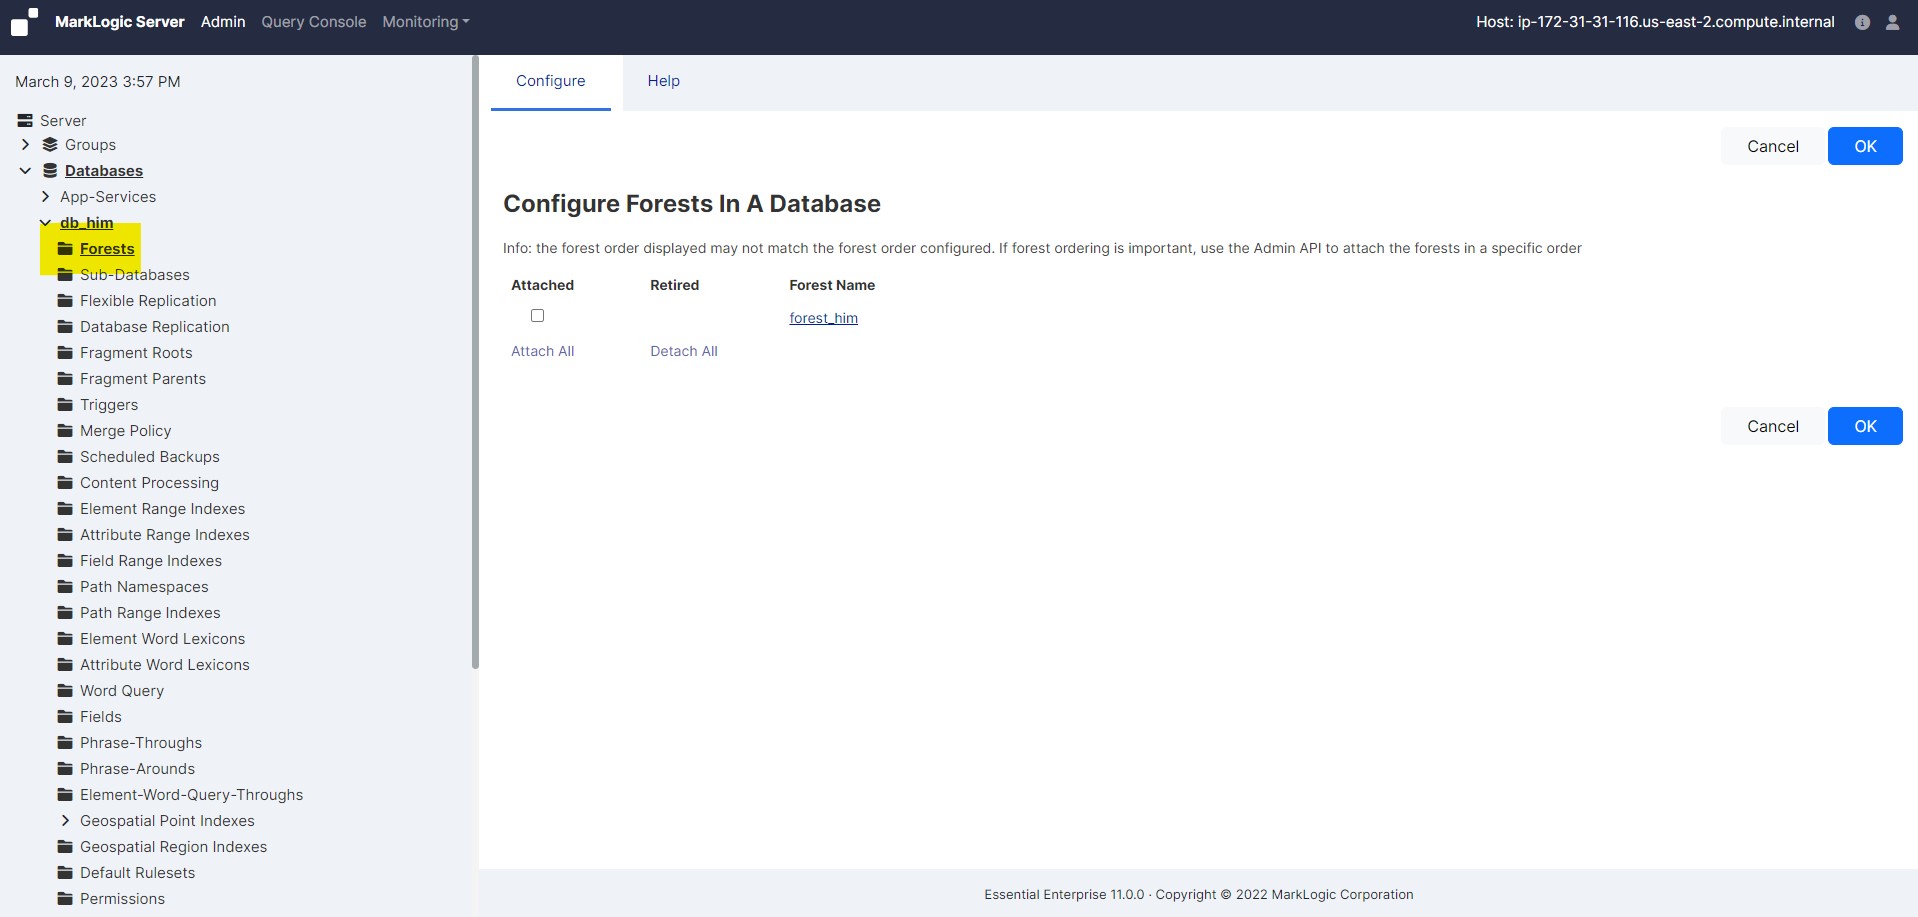 MarkLogic Server Admin Query Console Monitoring Host: ip-172-31-31-116.us-east-2.compute.internal
March 9, 2023 3:57 PM
Server
Groups
Databases
App-Services
db_him
Forests
Sub-Databases
Flexible Replication
Database Replication
Fragment Roots
Fragment Parents
Triggers
Merge Policy
Scheduled Backups
Content Processing
Element Range Indexes
Attribute Range Indexes
Field Range Indexes
Path Namespaces
Path Range Indexes
Element Word Lexicons
Attribute Word Lexicons
Word Query
Fields
Phrase-Throughs
Phrase-Arounds
Element-Word-Query-Throughs
Geospatial Point Indexes
Geospatial Region Indexes
Default Rulesets
Permissions
Configure Help
Cancel OK
Configure Forests In A Database
Info: the forest order displayed may not match the forest order configured. If forest ordering is important, use the Admin API to attach the forests in a specific order
Attached Retired Forest Name
forest_him
Attach All Detach All
Cancel OK
Essential Enterprise 11.0.0 · Copyright © 2022 MarkLogic Corporation